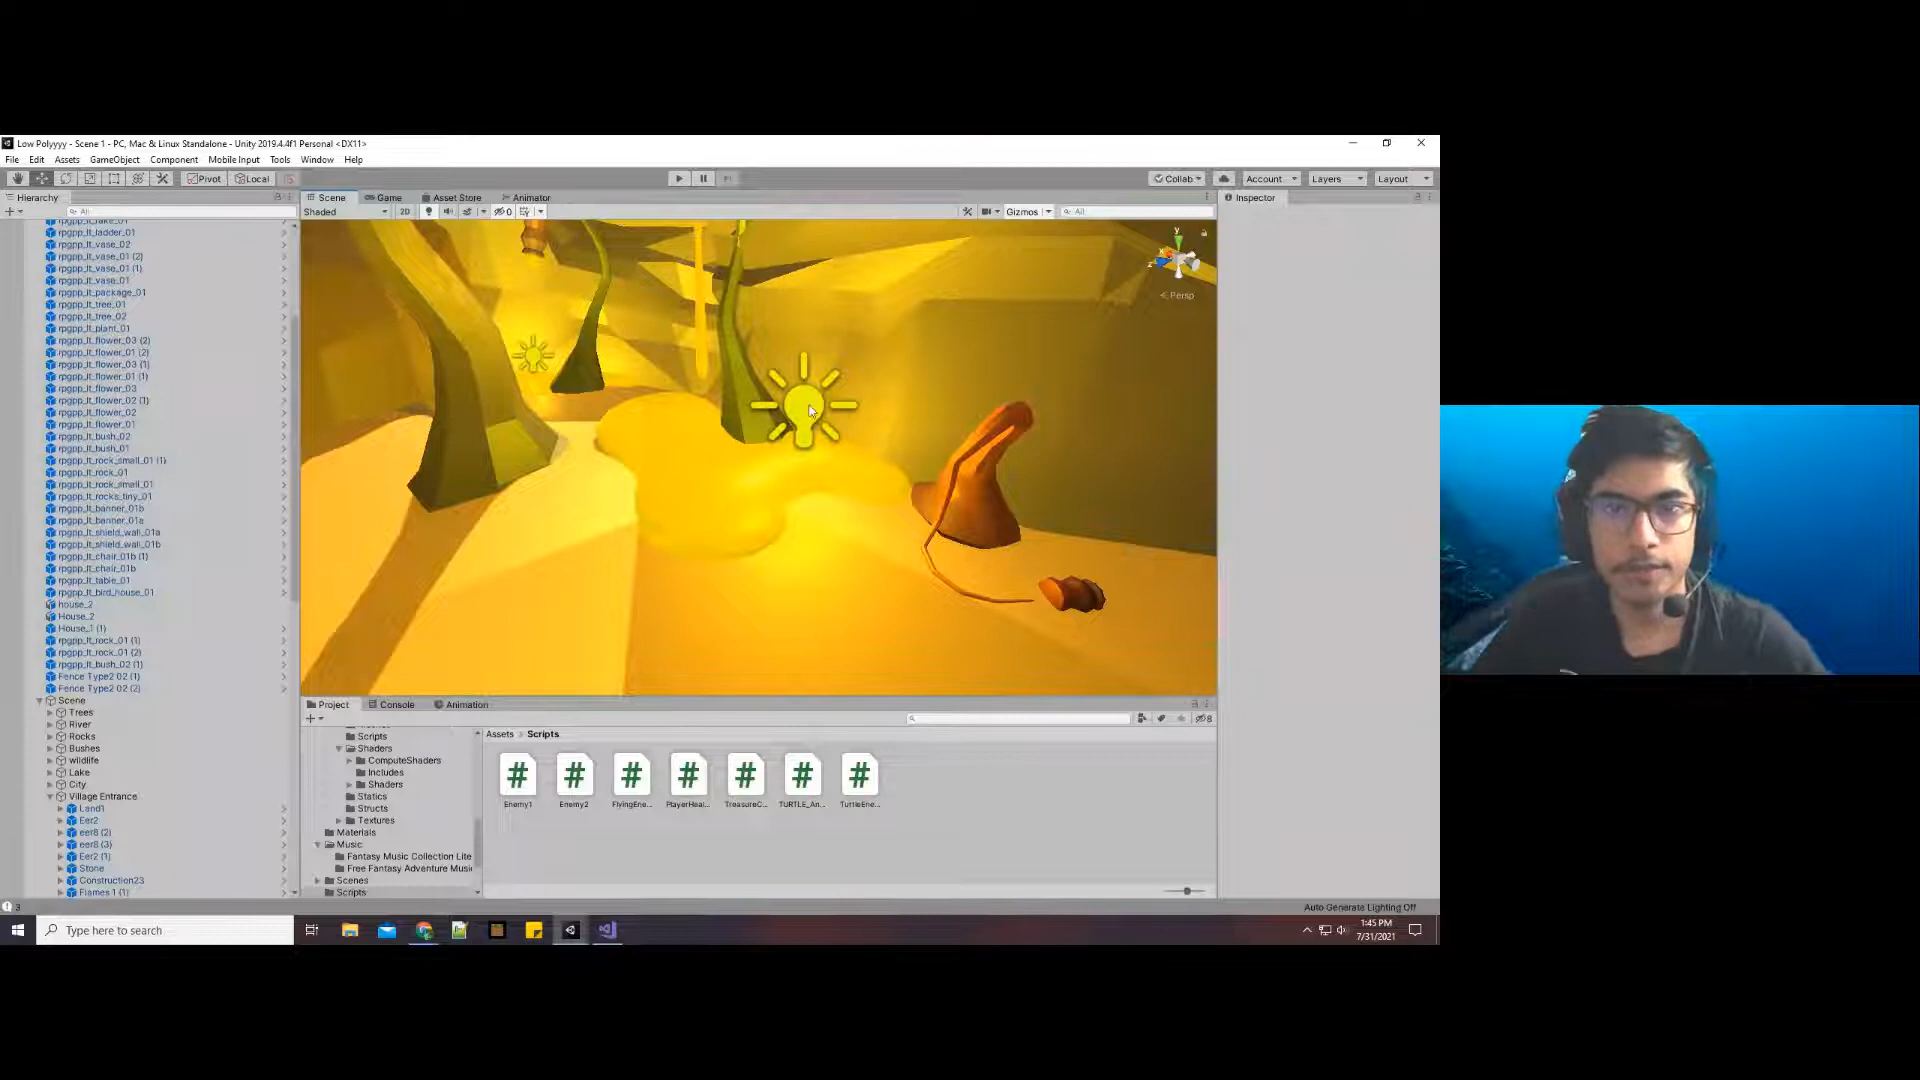 Low Polyyyy - Scene 1 - PC, Mac & Linux Standalone - Unity 2019.4.4f1 Personal <DX11>
File Edit Assets GameObject Component Mobile Input Tools Window Help
Pivot Local Collab Account Layers Layout
Hierarchy
All
rpgpp_lt_ladder_01
rpgpp_lt_vase_02
rpgpp_lt_vase_01 (2)
rpgpp_lt_vase_01 (1)
rpgpp_lt_vase_01
rpgpp_lt_package_01
rpgpp_lt_tree_01
rpgpp_lt_tree_02
rpgpp_lt_plant_01
rpgpp_lt_flower_03 (2)
rpgpp_lt_flower_01 (2)
rpgpp_lt_flower_03 (1)
rpgpp_lt_flower_01 (1)
rpgpp_lt_flower_03
rpgpp_lt_flower_02 (1)
rpgpp_lt_flower_02
rpgpp_lt_flower_01
rpgpp_lt_bush_02
rpgpp_lt_bush_01
rpgpp_lt_rock_small_01 (1)
rpgpp_lt_rock_01
rpgpp_lt_rock_small_01
rpgpp_lt_rocks_tiny_01
rpgpp_lt_banner_01b
rpgpp_lt_banner_01a
rpgpp_lt_shield_wall_01a
rpgpp_lt_shield_wall_01b
rpgpp_lt_chair_01b (1)
rpgpp_lt_chair_01b
rpgpp_lt_table_01
rpgpp_lt_bird_house_01
house_2
House_2
House_1 (1)
rpgpp_lt_rock_01 (1)
rpgpp_lt_rock_01 (2)
rpgpp_lt_bush_02 (1)
Fence Type2 02 (1)
Fence Type2 02 (2)
Scene
Trees
River
Rocks
Bushes
wildlife
Lake
City
Village Entrance
Land1
Eer2
eer8 (2)
eer8 (3)
Eer2 (1)
Stone
Construction23
Flames 1 (1)
Scene Game Asset Store Animator
Shaded 2D 0 Gizmos All
y
x
z
< Persp
Inspector
Project Console Animation
8
Scripts
Shaders
ComputeShaders
Includes
Shaders
Statics
Structs
Textures
Materials
Music
Fantasy Music Collection Lite
Free Fantasy Adventure Musi
Scenes
Scripts
Assets > Scripts
Enemy1 Enemy2 FlyingEne... PlayerHeal... TreasureC... TURTLE_An... TurtleEne...
3
Auto Generate Lighting Off
Type here to search
1:45 PM
7/31/2021